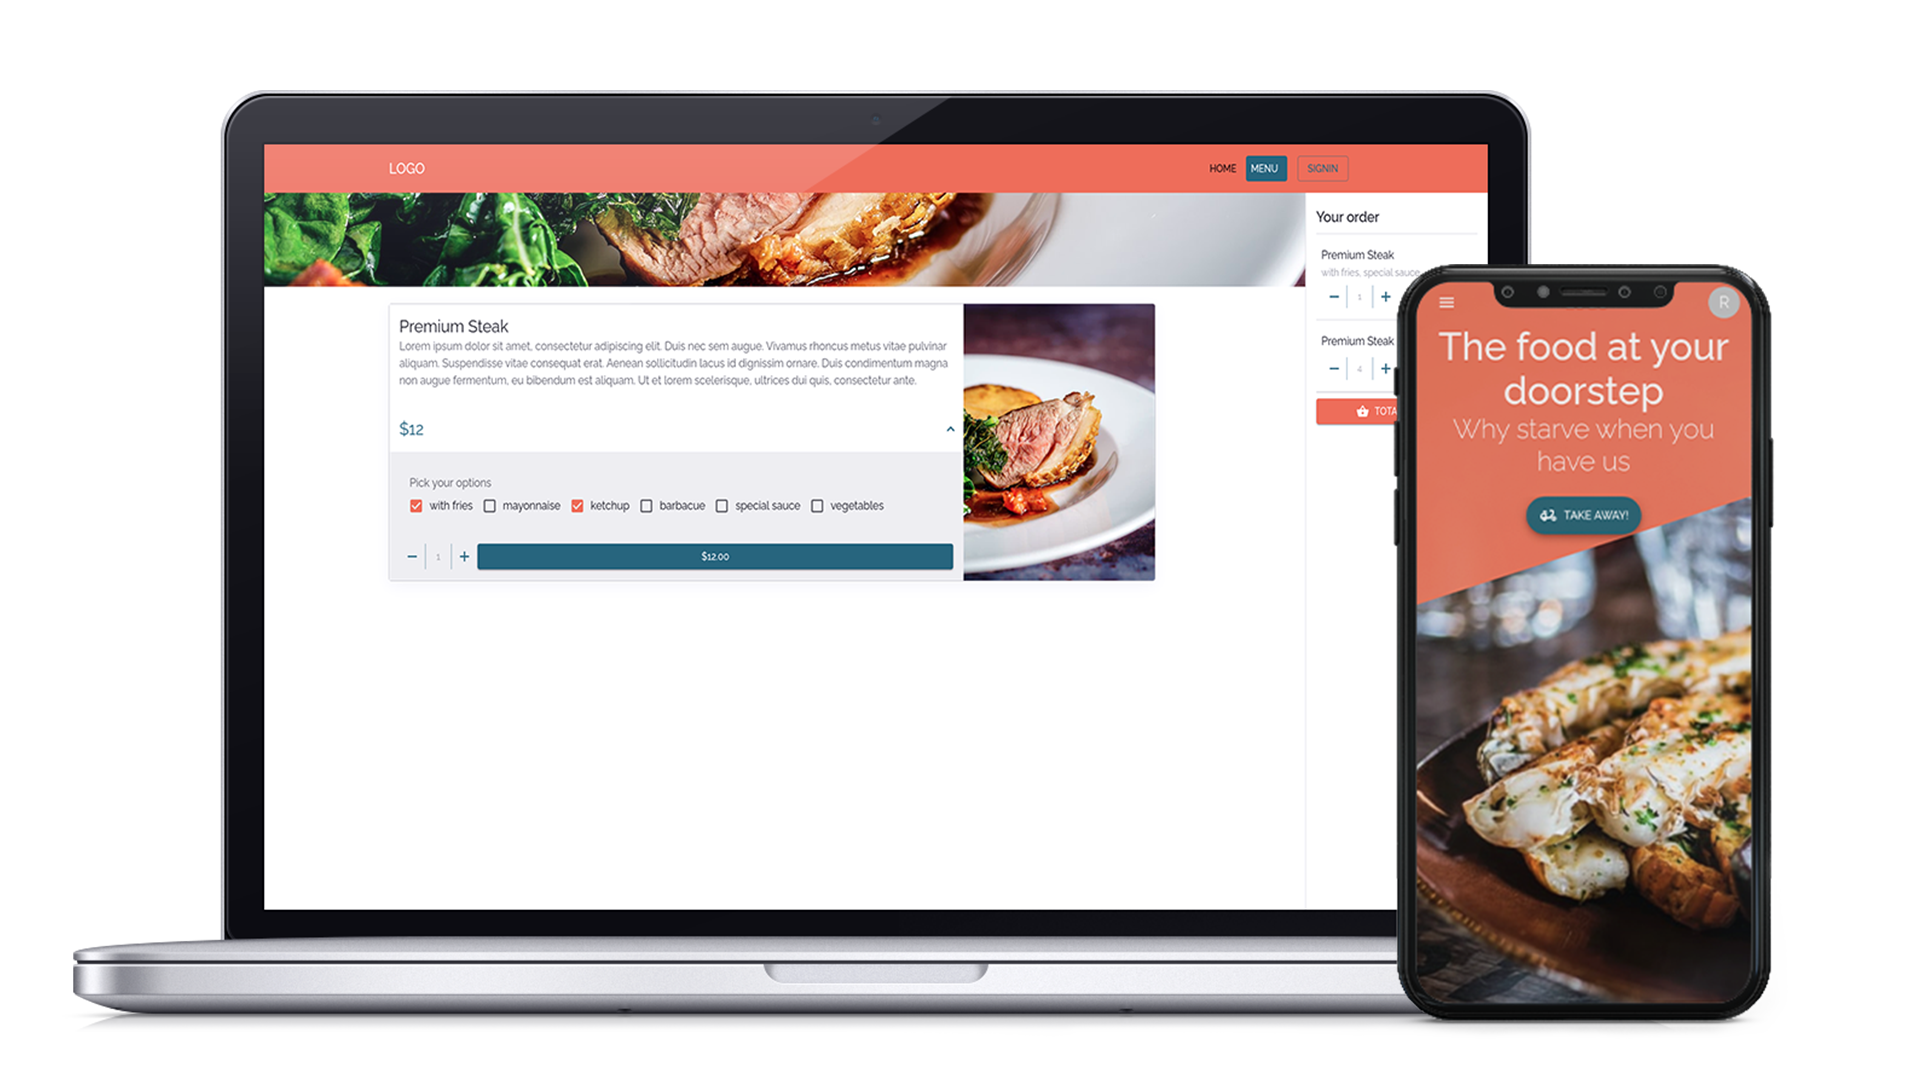 LOGO
HOME
MENU
SIGNIN
Premium Steak
Lorem ipsum dolor sit amet, consectetur adipiscing elit. Duis nec sem augue. Vivamus rhoncus metus vitae pulvinar
aliquam. Suspendisse vitae consequat erat. Aenean sollicitudin lacus id dignissim ornare. Duis condimentum magna
non augue fermentum, eu bibendum est aliquam. Ut et lorem scelerisque, ultrices dui quis, consectetur ante.
$12
Pick your options
with fries
mayonnaise
ketchup
barbacue
special sauce
vegetables
1
$12.00
Your order
Premium Steak
with fries, special sauce
1
Premium Steak
4
R
The food at your
doorstep
Why starve when you
have us
TAKE AWAY!